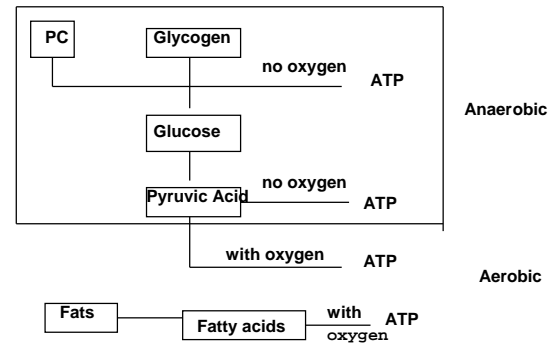 PC
Glycogen
no oxygen
ATP
Anaerobic
Glucose
no oxygen
Pyruvic Acid
ATP
with oxygen
ATP
Aerobic
Fats
Fatty acids
with
oxygen
ATP